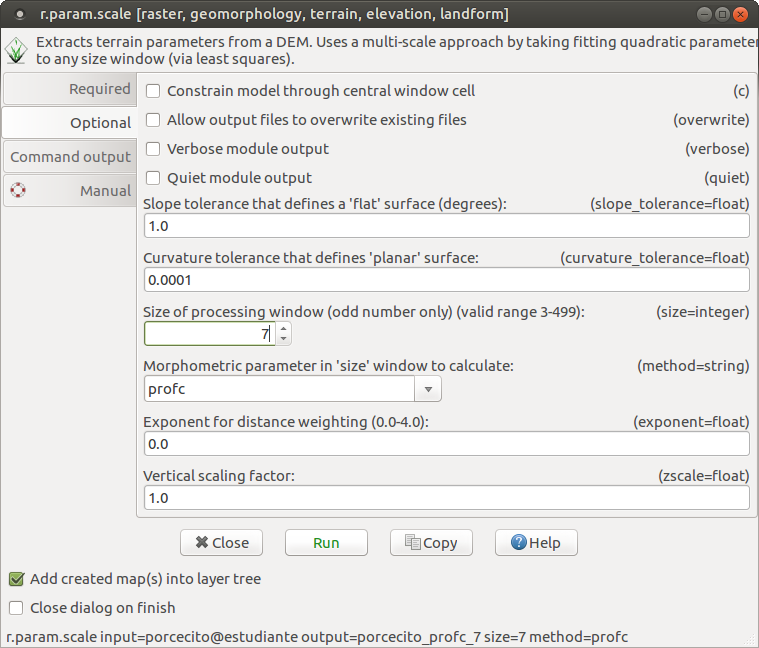 r.param.scale [raster, geomorphology, terrain, elevation, landform]
Extracts terrain parameters from a DEM. Uses a multi-scale approach by taking fitting quadratic parameter
to any size window (via least squares).
Required
Optional
Command output
Manual
Constrain model through central window cell (c)
Allow output files to overwrite existing files (overwrite)
Verbose module output (verbose)
Quiet module output (quiet)
Slope tolerance that defines a 'flat' surface (degrees): (slope_tolerance=float)
1.0
Curvature tolerance that defines 'planar' surface: (curvature_tolerance=float)
0.0001
Size of processing window (odd number only) (valid range 3-499): (size=integer)
7
Morphometric parameter in 'size' window to calculate: (method=string)
profc
Exponent for distance weighting (0.0-4.0): (exponent=float)
0.0
Vertical scaling factor: (zscale=float)
1.0
Close Run Copy Help
Add created map(s) into layer tree
Close dialog on finish
r.param.scale input=porcecito@estudiante output=porcecito_profc_7 size=7 method=profc